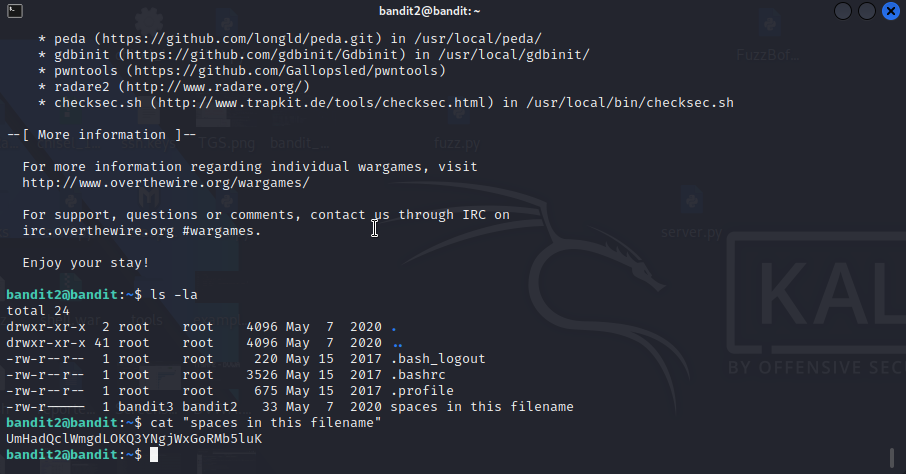 bandit2@bandit: ~
* peda (https://github.com/longld/peda.git) in /usr/local/peda/
* gdbinit (https://github.com/gdbinit/Gdbinit) in /usr/local/gdbinit/
* pwntools (https://github.com/Gallopsled/pwntools)
* radare2 (http://www.radare.org/)
* checksec.sh (http://www.trapkit.de/tools/checksec.html) in /usr/local/bin/checksec.sh
--[ More information ]--
For more information regarding individual wargames, visit
http://www.overthewire.org/wargames/
For support, questions or comments, contact us through IRC on
irc.overthewire.org #wargames.
Enjoy your stay!
bandit2@bandit:~$ ls -la
total 24
drwxr-xr-x  2 root    root    4096 May  7  2020 .
drwxr-xr-x 41 root    root    4096 May  7  2020 ..
-rw-r--r--  1 root    root     220 May 15  2017 .bash_logout
-rw-r--r--  1 root    root    3526 May 15  2017 .bashrc
-rw-r--r--  1 root    root     675 May 15  2017 .profile
-rw-r-----  1 bandit3 bandit2   33 May  7  2020 spaces in this filename
bandit2@bandit:~$ cat "spaces in this filename"
UmHadQclWmgdLOKQ3YNgjWxGoRMb5luK
bandit2@bandit:~$
FuzzBof...
TGS.png
bandit_...
fuzz.py
server.py
tools
KAL
BY OFFENSIVE SEC